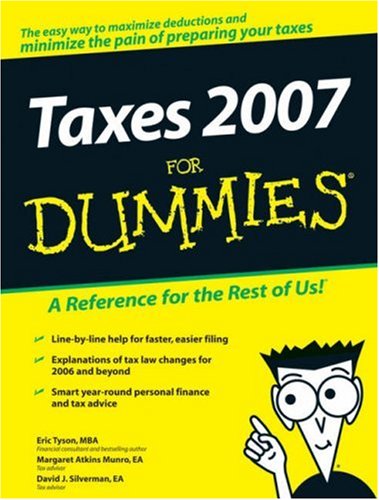 The easy way to maximize deductions and
minimize the pain of preparing your taxes
Taxes 2007
FOR
DUMMIES®
A Reference for the Rest of Us!®
Line-by-line help for faster, easier filing
Explanations of tax law changes for
2006 and beyond
Smart year-round personal finance
and tax advice
Eric Tyson, MBA
Financial consultant and bestselling author
Margaret Atkins Munro, EA
Tax advisor
David J. Silverman, EA
Tax advisor